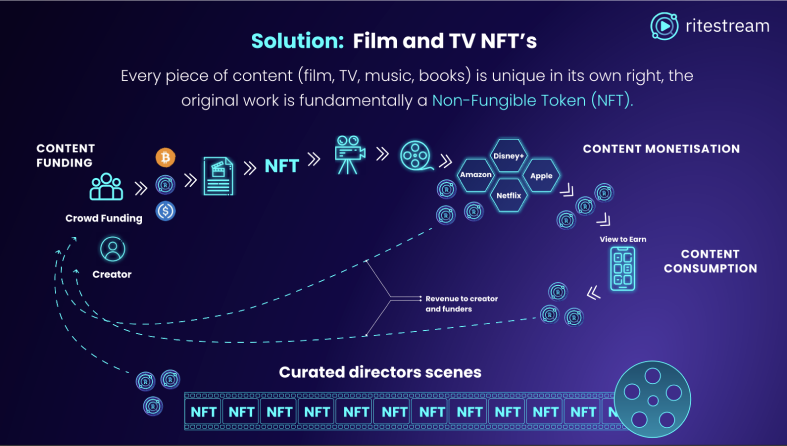 ritestream
Solution: Film and TV NFT’s
Every piece of content (film, TV, music, books) is unique in its own right, the
original work is fundamentally a Non-Fungible Token (NFT).
CONTENT
FUNDING
Crowd Funding
Creator
NFT
Disney+
Amazon
Apple
Netflix
CONTENT MONETISATION
View to Earn
CONTENT
CONSUMPTION
Revenue to creator
and funders
Curated directors scenes
NFT NFT NFT NFT NFT NFT NFT NFT NFT NFT NFT N